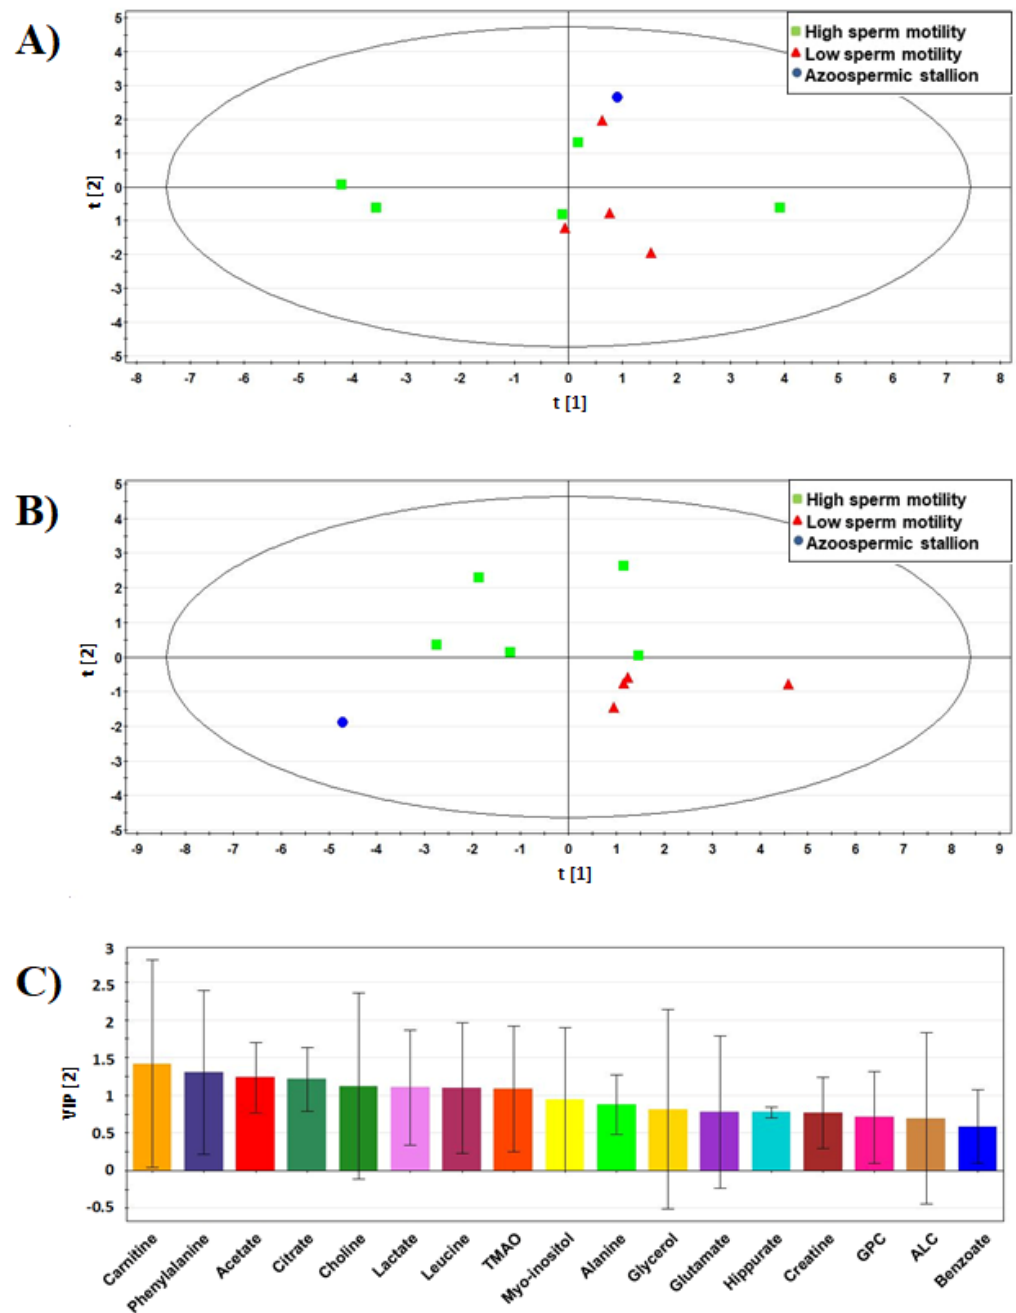 A)
High sperm motility
Low sperm motility
Azoospermic stallion
5
4
3
2
1
0
-1
-2
-3
-4
-5
t [2]
-8 -7 -6 -5 -4 -3 -2 -1 0 1 2 3 4 5 6 7 8
t [1]
B)
High sperm motility
Low sperm motility
Azoospermic stallion
5
4
3
2
1
0
-1
-2
-3
-4
-5
t [2]
-9 -8 -7 -6 -5 -4 -3 -2 -1 0 1 2 3 4 5 6 7 8 9
t [1]
C)
3
2.5
2
1.5
1
0.5
0
-0.5
VIP [2]
Carnitine
Phenylalanine
Acetate
Citrate
Choline
Lactate
Leucine
TMAO
Myo-inositol
Alanine
Glycerol
Glutamate
Hippurate
Creatine
GPC
ALC
Benzoate